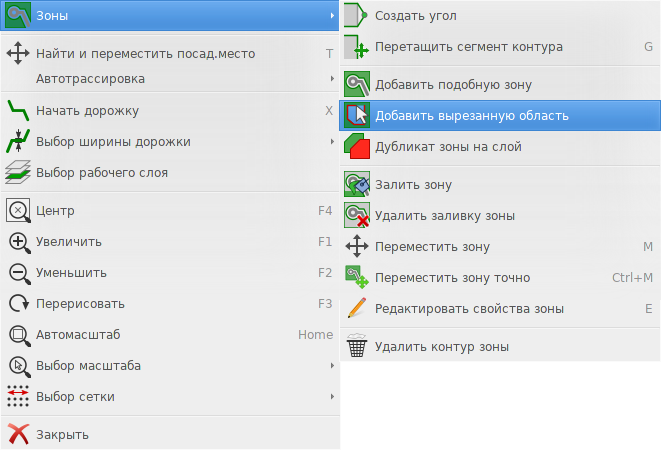 Зоны
Найти и переместить посад.место T
Автотрассировка
Начать дорожку X
Выбор ширины дорожки
Выбор рабочего слоя
Центр F4
Увеличить F1
Уменьшить F2
Перерисовать F3
Автомасштаб Home
Выбор масштаба
Выбор сетки
Закрыть
Создать угол
Перетащить сегмент контура G
Добавить подобную зону
Добавить вырезанную область
Дубликат зоны на слой
Залить зону
Удалить заливку зоны
Переместить зону M
Переместить зону точно Ctrl+M
Редактировать свойства зоны E
Удалить контур зоны